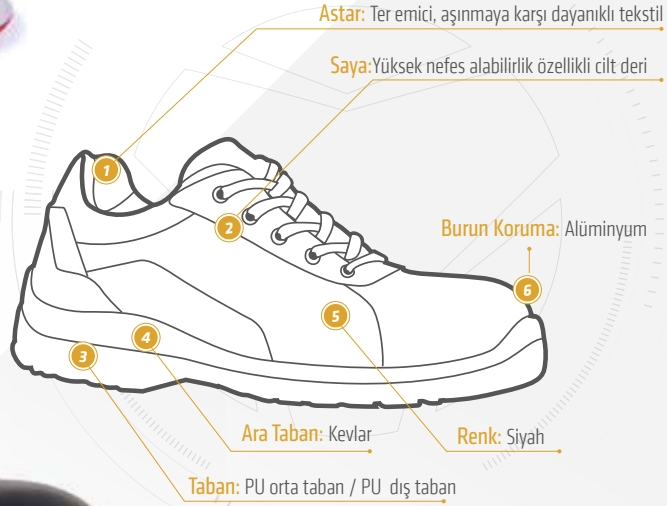 Astar: Ter emici, aşınmaya karşı dayanıklı tekstil
Saya:Yüksek nefes alabilirlik özellikli cilt deri
1
2
Burun Koruma: Alüminyum
6
5
4
3
Ara Taban: Kevlar
Renk: Siyah
Taban: PU orta taban / PU dış taban